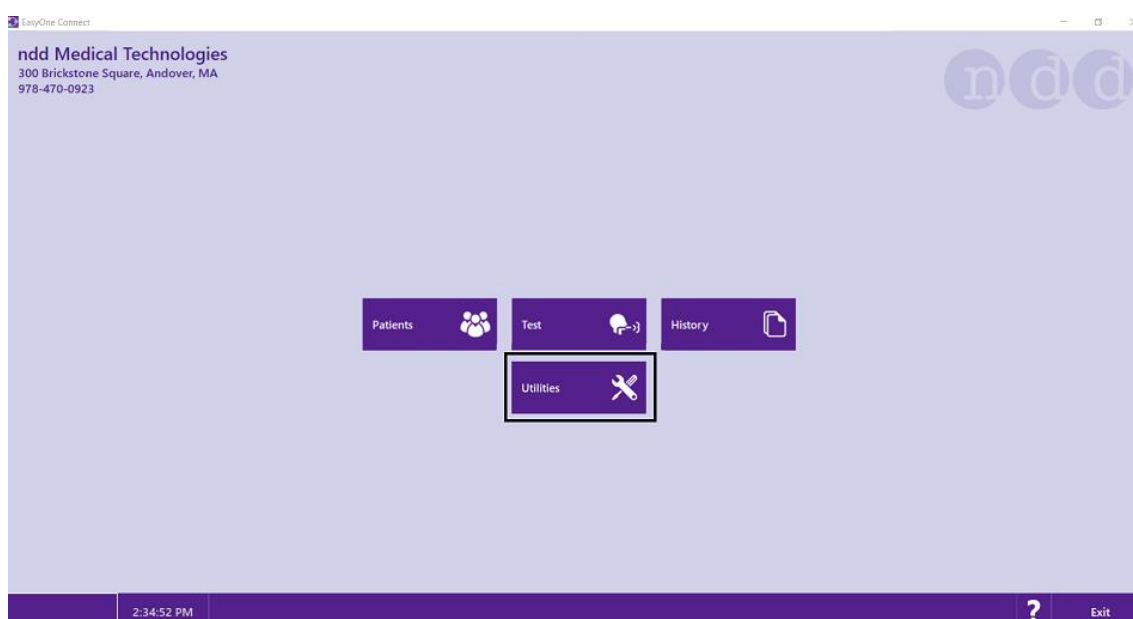 EasyOne Connect
ndd Medical Technologies
300 Brickstone Square, Andover, MA
978-470-0923
ndd
Patients
Test
History
Utilities
2:34:52 PM
?
Exit